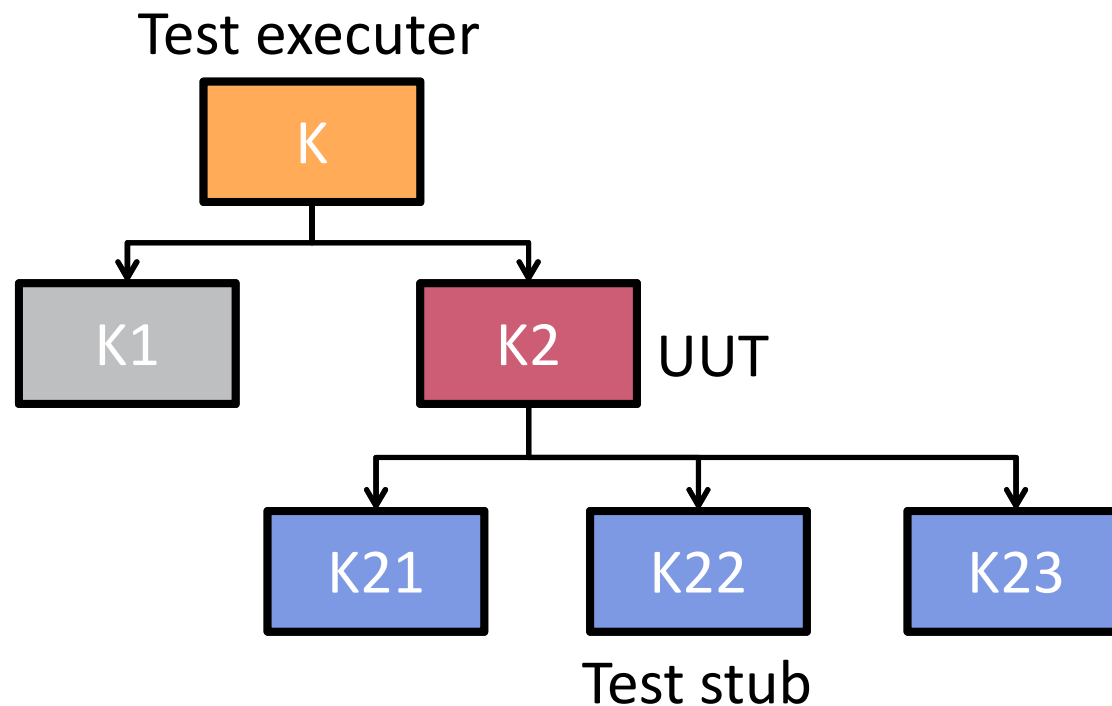 Test executer
K
K1
K2
UUT
K21
K22
K23
Test stub